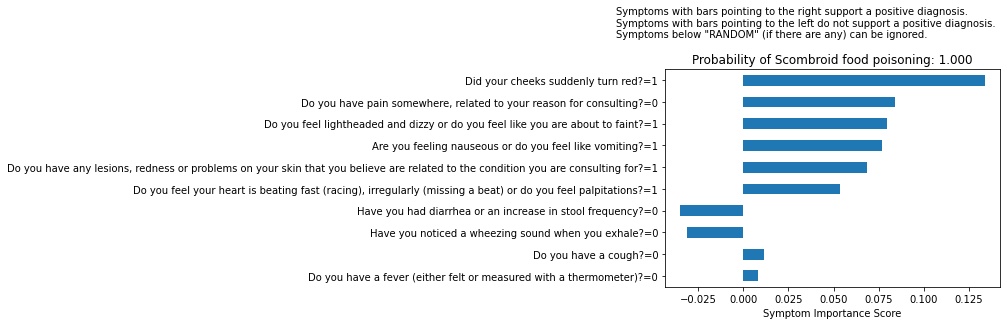 Symptoms with bars pointing to the right support a positive diagnosis.
Symptoms with bars pointing to the left do not support a positive diagnosis.
Symptoms below "RANDOM" (if there are any) can be ignored.
Probability of Scombroid food poisoning: 1.000
Did your cheeks suddenly turn red?=1
Do you have pain somewhere, related to your reason for consulting?=0
Do you feel lightheaded and dizzy or do you feel like you are about to faint?=1
Are you feeling nauseous or do you feel like vomiting?=1
Do you have any lesions, redness or problems on your skin that you believe are related to the condition you are consulting for?=1
Do you feel your heart is beating fast (racing), irregularly (missing a beat) or do you feel palpitations?=1
Have you had diarrhea or an increase in stool frequency?=0
Have you noticed a wheezing sound when you exhale?=0
Do you have a cough?=0
Do you have a fever (either felt or measured with a thermometer)?=0
−0.025 0.000 0.025 0.050 0.075 0.100 0.125
Symptom Importance Score